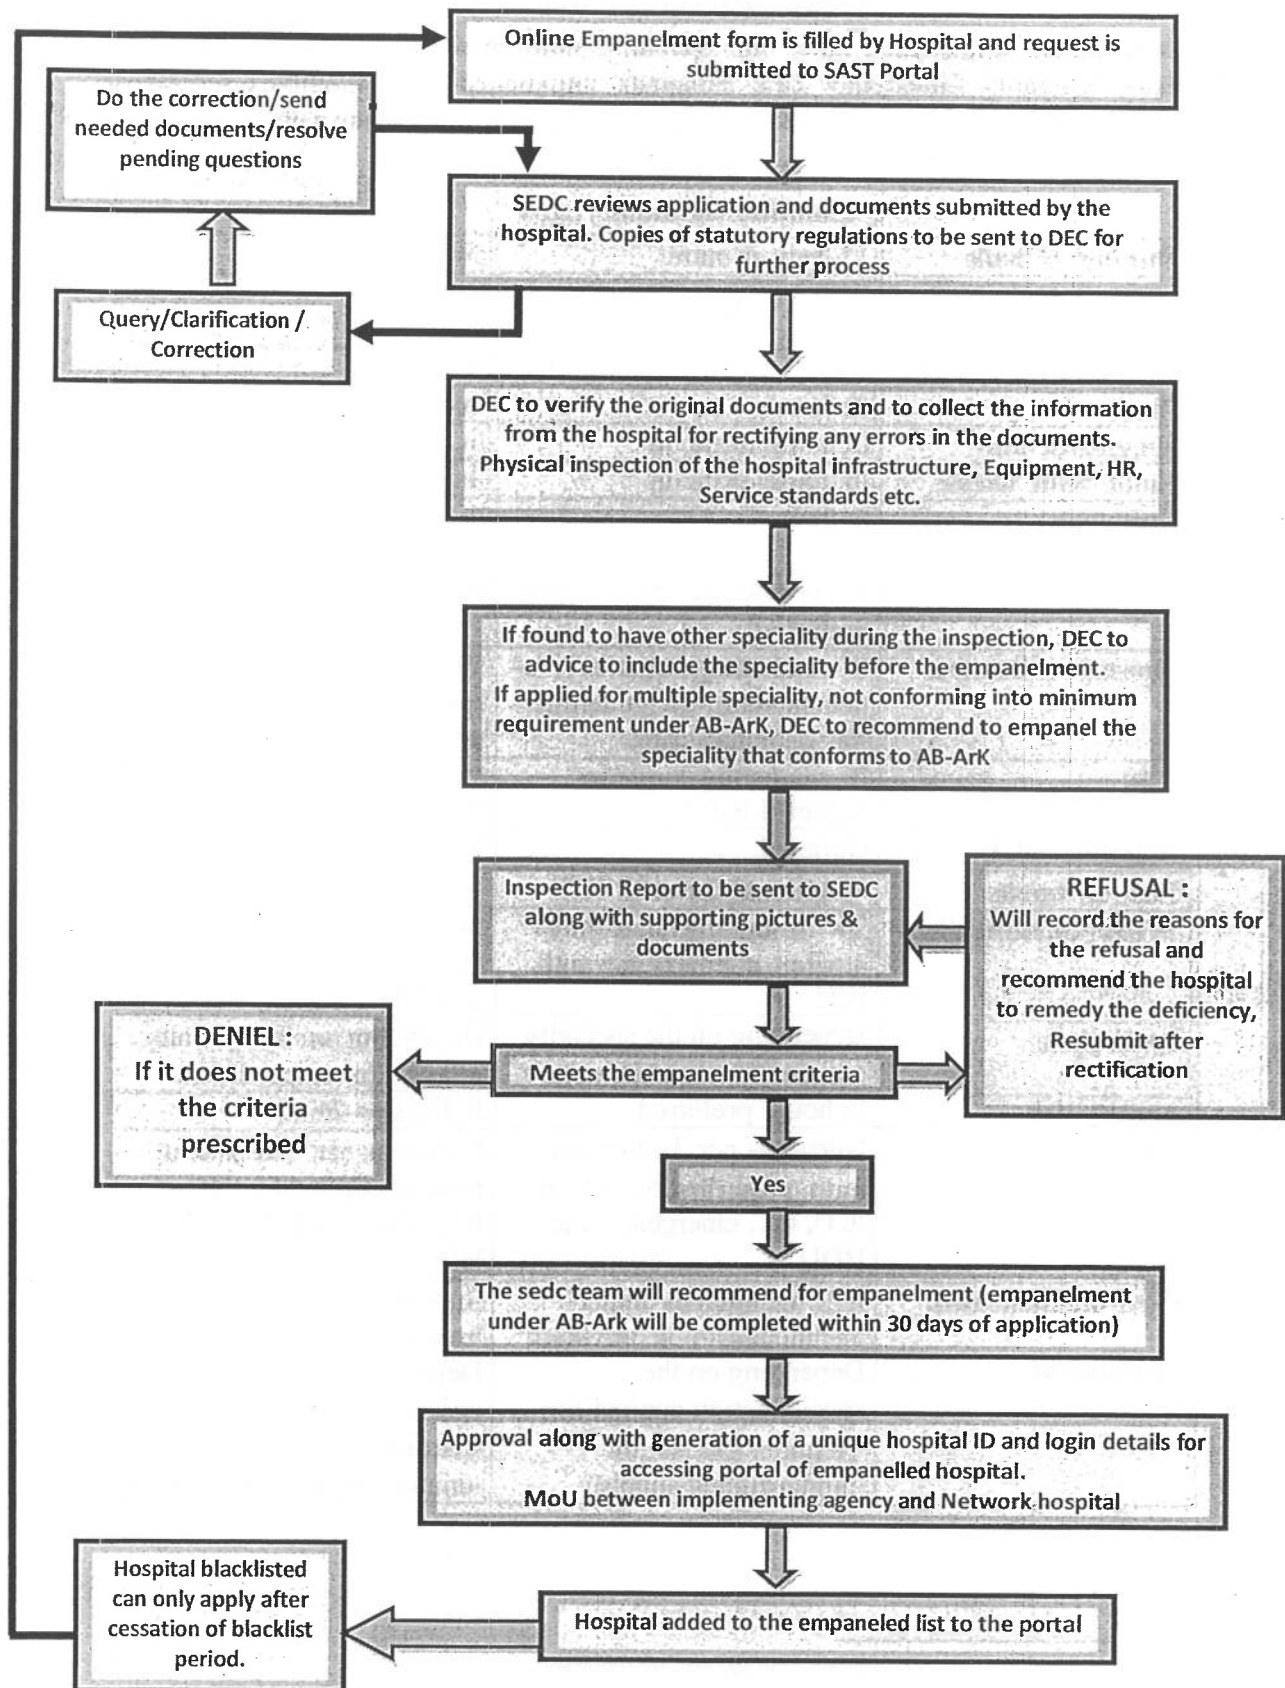 Online Empanelment form is filled by Hospital and request is
submitted to SAST Portal
Do the correction/send
needed documents/resolve
pending questions
SEDC reviews application and documents submitted by the
hospital. Copies of statutory regulations to be sent to DEC for
further process
Query/Clarification /
Correction
DEC to verify the original documents and to collect the information
from the hospital for rectifying any errors in the documents.
Physical inspection of the hospital infrastructure, Equipment, HR,
Service standards etc.
If found to have other speciality during the inspection, DEC to
advice to include the speciality before the empanelment.
If applied for multiple speciality, not conforming into minimum
requirement under AB-ArK, DEC to recommend to empanel the
speciality that conforms to AB-ArK
Inspection Report to be sent to SEDC
along with supporting pictures &
documents
REFUSAL :
Will record the reasons for
the refusal and
recommend the hospital
to remedy the deficiency,
Resubmit after
rectification
DENIEL :
If it does not meet
the criteria
prescribed
Meets the empanelment criteria
Yes
The sedc team will recommend for empanelment (empanelment
under AB-Ark will be completed within 30 days of application)
Approval along with generation of a unique hospital ID and login details for
accessing portal of empanelled hospital.
MoU between implementing agency and Network hospital
Hospital blacklisted
can only apply after
cessation of blacklist
period.
Hospital added to the empaneled list to the portal